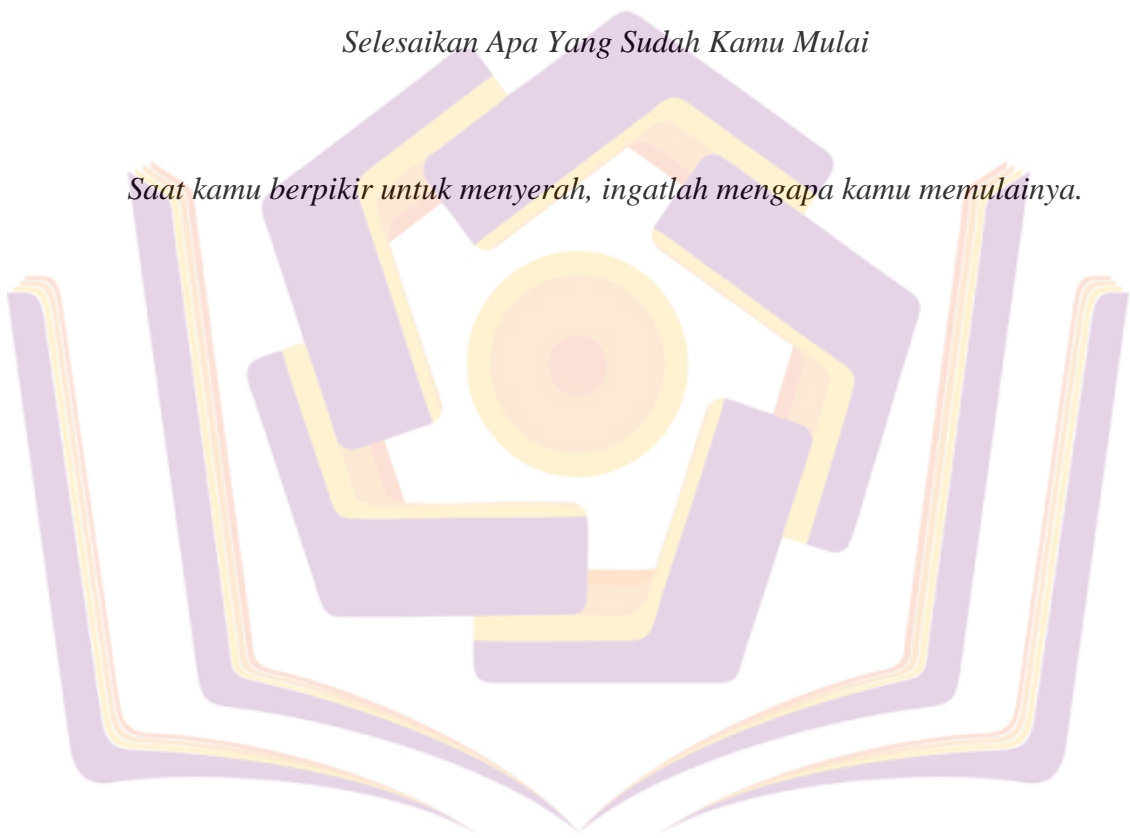 Selesaikan Apa Yang Sudah Kamu Mulai
Saat kamu berpikir untuk menyerah, ingatlah mengapa kamu memulainya.